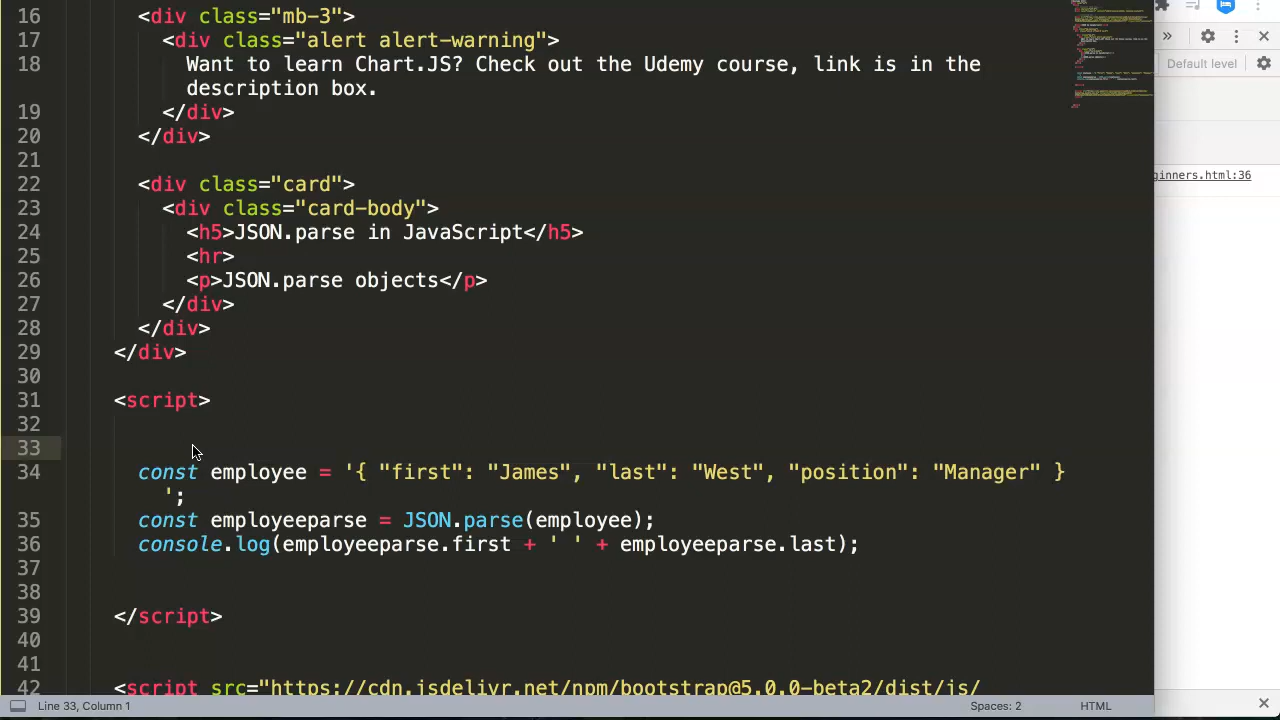 16 <div class="mb-3">
17 <div class="alert alert-warning">
18 Want to learn Chart.JS? Check out the Udemy course, link is in the
description box.
19 </div>
20 </div>
21
22 <div class="card">
23 <div class="card-body">
24 <h5>JSON.parse in JavaScript</h5>
25 <hr>
26 <p>JSON.parse objects</p>
27 </div>
28 </div>
29 </div>
30
31 <script>
32
33
34 const employee = '{ "first": "James", "last": "West", "position": "Manager" }
';
35 const employeeparse = JSON.parse(employee);
36 console.log(employeeparse.first + ' ' + employeeparse.last);
37
38
39 </script>
40
41
42 <script src="https://cdn.jsdelivr.net/npm/bootstrap@5.0.0-beta2/dist/js/
Line 33, Column 1
Spaces: 2
HTML
»
Default level
ginners.html:36